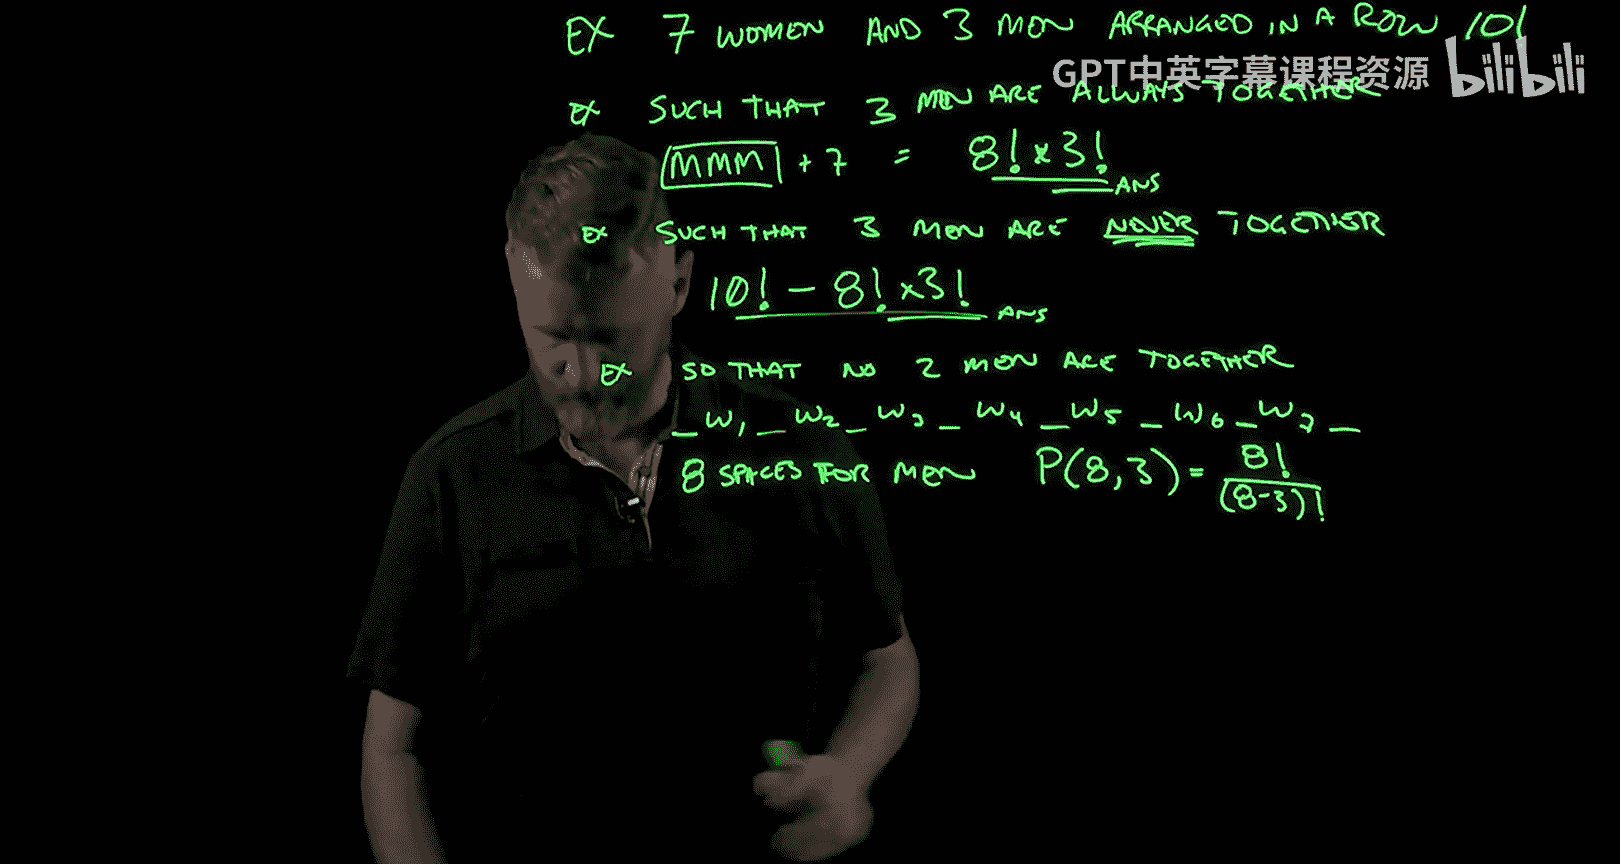 EX 7 WOMEN AND 3 MEN ARRANGED IN A ROW 10!
GPT中英字幕课程资源 bilibili
EX SUCH THAT 3 MEN ARE ALWAYS TOGETHER
MMM + 7 = 8! x 3! ANS
EX SUCH THAT 3 MEN ARE NEVER TOGETHER
10! - 8! x 3! ANS
EX SO THAT NO 2 MEN ARE TOGETHER
_ W1 _ W2 _ W3 _ W4 _ W5 _ W6 _ W7 _
8 SPACES FOR MEN P(8,3) = 8! / (8-3)!